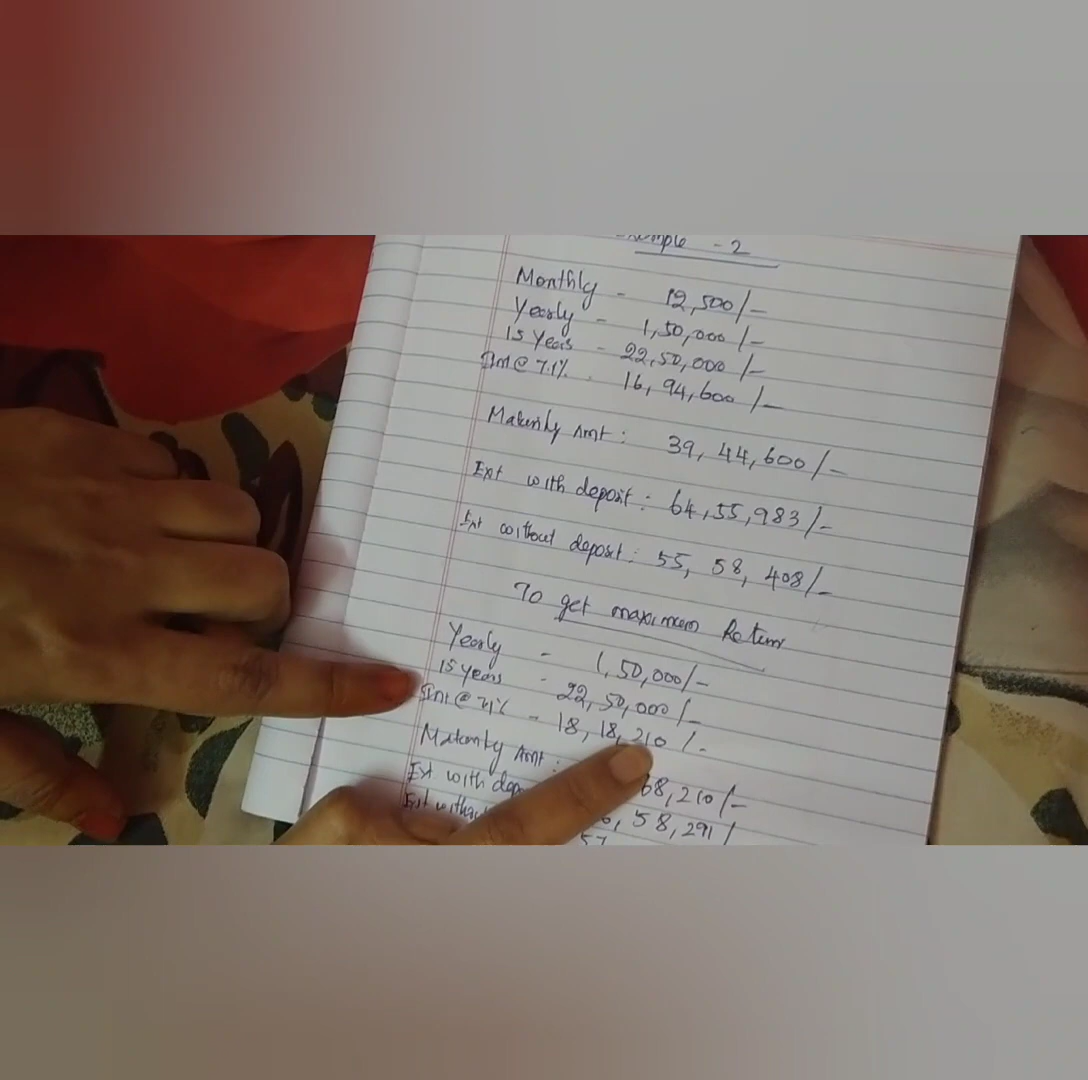 Example - 2
Monthly - 12,500/-
Yearly - 1,50,000/-
15 Years - 22,50,000/-
Int @ 7.1% - 16,94,600/-
Maturity Amt : 39,44,600/-
Ext with deposit : 64,55,983/-
Ext without deposit : 55,58,408/-
To get maximum Return
Yearly - 1,50,000/-
15 years - 22,50,000/-
Int @ 7.1% - 18,18,210/-
Maturity Amt : 68,210/-
Ext with 58,291/
Ext